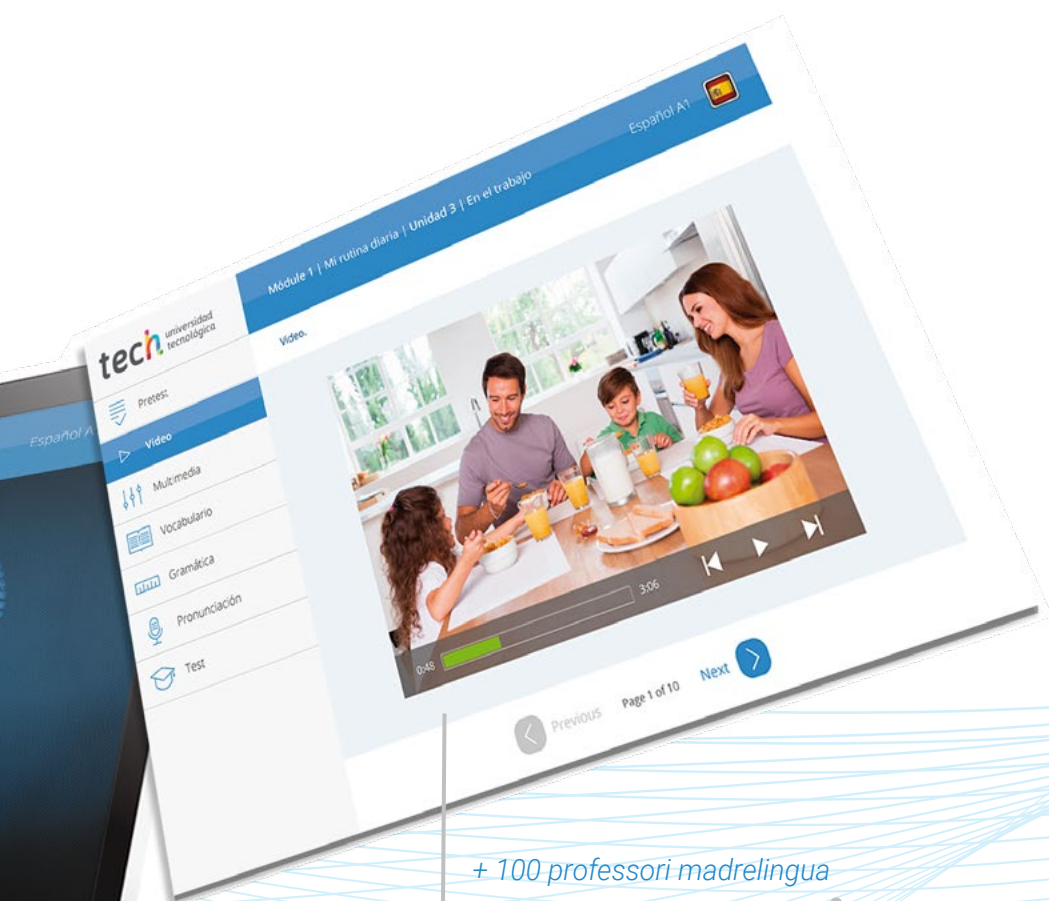 Español A1
Módule 1 | Mi rutina diaria | Unidad 3 | En el trabajo
tech universidad
tecnológica
Video.
Pretest
Video
Multimedia
Vocabulario
Gramática
Pronunciación
Test
Español A
0:48
3:06
Previous
Page 1 of 10
Next
+ 100 professori madrelingua